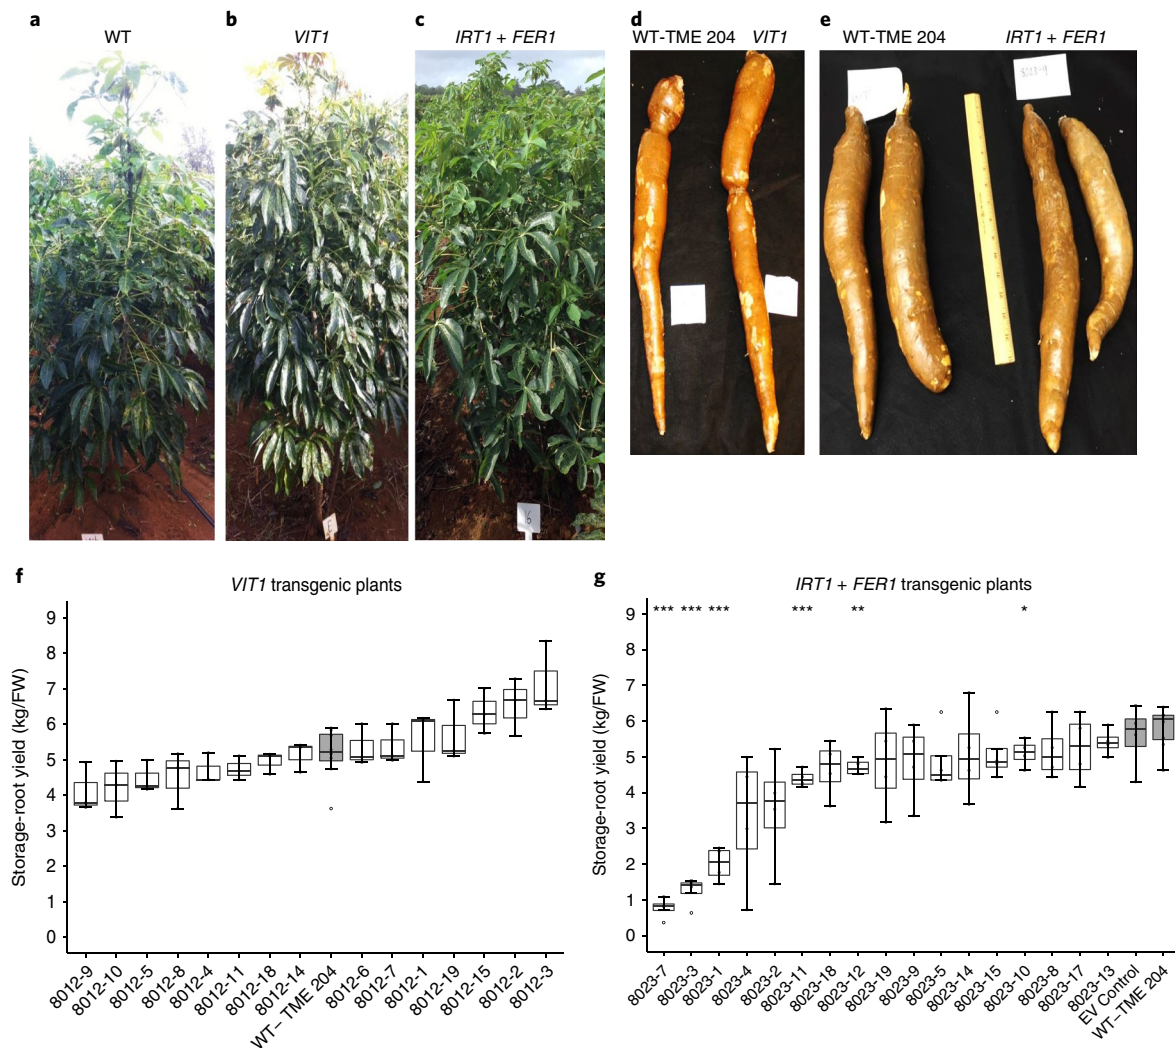 a
WT
b
VIT1
c
IRT1 + FER1
d
WT-TME 204 VIT1
e
WT-TME 204
IRT1 + FER1
8023-9
16
f
VIT1 transgenic plants
Storage-root yield (kg/FW)
9
8
7
6
5
4
3
2
1
0
8012-9
8012-10
8012-5
8012-8
8012-4
8012-11
8012-18
8012-14
WT– TME 204
8012-6
8012-7
8012-1
8012-19
8012-15
8012-2
8012-3
g
IRT1 + FER1 transgenic plants
*** *** *** *** ** *
Storage-root yield (kg/FW)
9
8
7
6
5
4
3
2
1
0
8023-7
8023-3
8023-1
8023-4
8023-2
8023-11
8023-18
8023-12
8023-19
8023-9
8023-5
8023-14
8023-15
8023-10
8023-8
8023-17
8023-13
EV Control
WT–TME 204